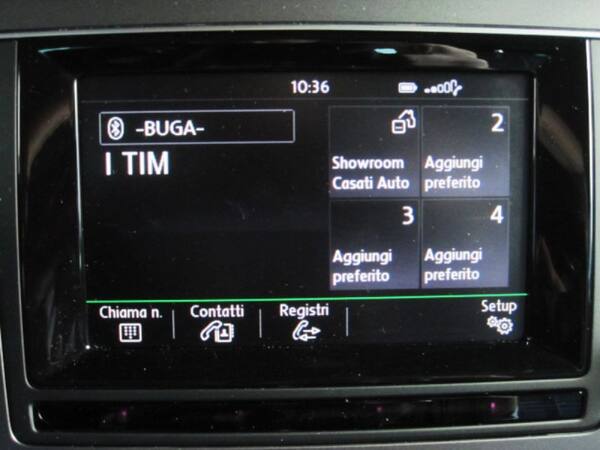 10:36
-BUGA-
I TIM
Showroom
Casati Auto
2
Aggiungi
preferito
3
Aggiungi
preferito
4
Aggiungi
preferito
Chiama n.
Contatti
Registri
Setup